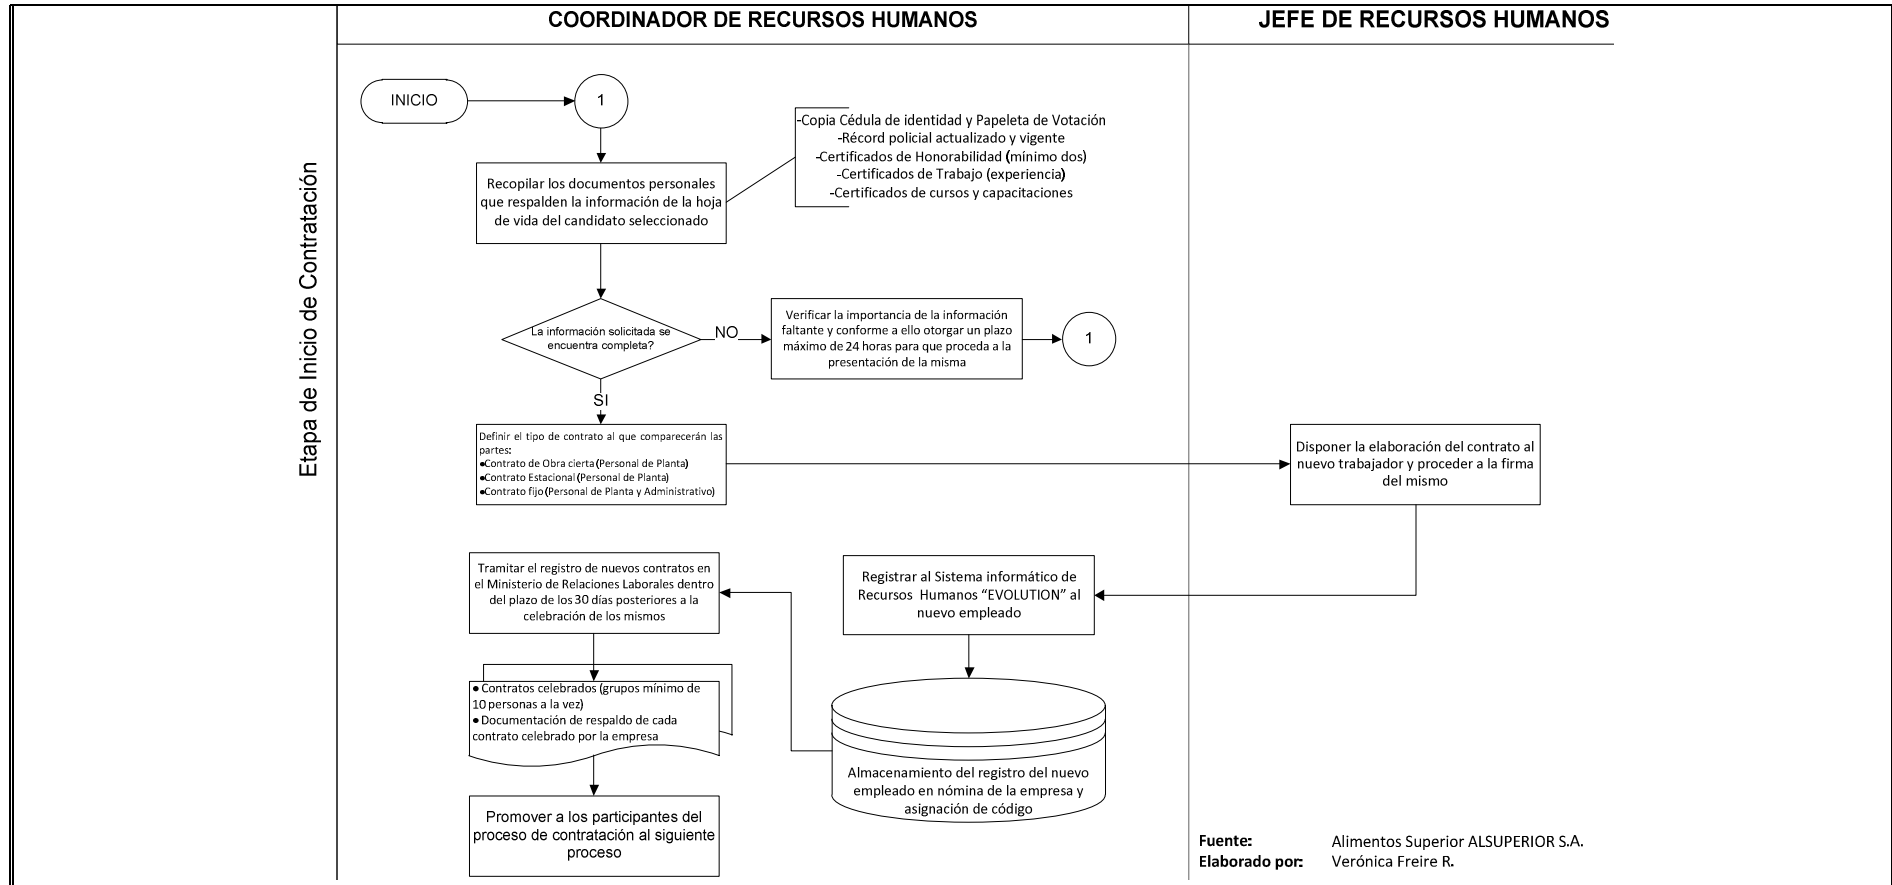 COORDINADOR DE RECURSOS HUMANOS
JEFE DE RECURSOS HUMANOS
Etapa de Inicio de Contratación
INICIO
1
-Copia Cédula de identidad y Papeleta de Votación
-Récord policial actualizado y vigente
-Certificados de Honorabilidad (mínimo dos)
-Certificados de Trabajo (experiencia)
-Certificados de cursos y capacitaciones
Recopilar los documentos personales
que respalden la información de la hoja
de vida del candidato seleccionado
La información solicitada se
encuentra completa?
NO
Verificar la importancia de la información
faltante y conforme a ello otorgar un plazo
máximo de 24 horas para que proceda a la
presentación de la misma
1
SI
Definir el tipo de contrato al que comparecerán las
partes:
●Contrato de Obra cierta (Personal de Planta)
●Contrato Estacional (Personal de Planta)
●Contrato fijo (Personal de Planta y Administrativo)
Disponer la elaboración del contrato al
nuevo trabajador y proceder a la firma
del mismo
Tramitar el registro de nuevos contratos en
el Ministerio de Relaciones Laborales dentro
del plazo de los 30 días posteriores a la
celebración de los mismos
Registrar al Sistema informático de
Recursos Humanos “EVOLUTION” al
nuevo empleado
● Contratos celebrados (grupos mínimo de
10 personas a la vez)
● Documentación de respaldo de cada
contrato celebrado por la empresa
Almacenamiento del registro del nuevo
empleado en nómina de la empresa y
asignación de código
Promover a los participantes del
proceso de contratación al siguiente
proceso
Fuente: Alimentos Superior ALSUPERIOR S.A.
Elaborado por: Verónica Freire R.